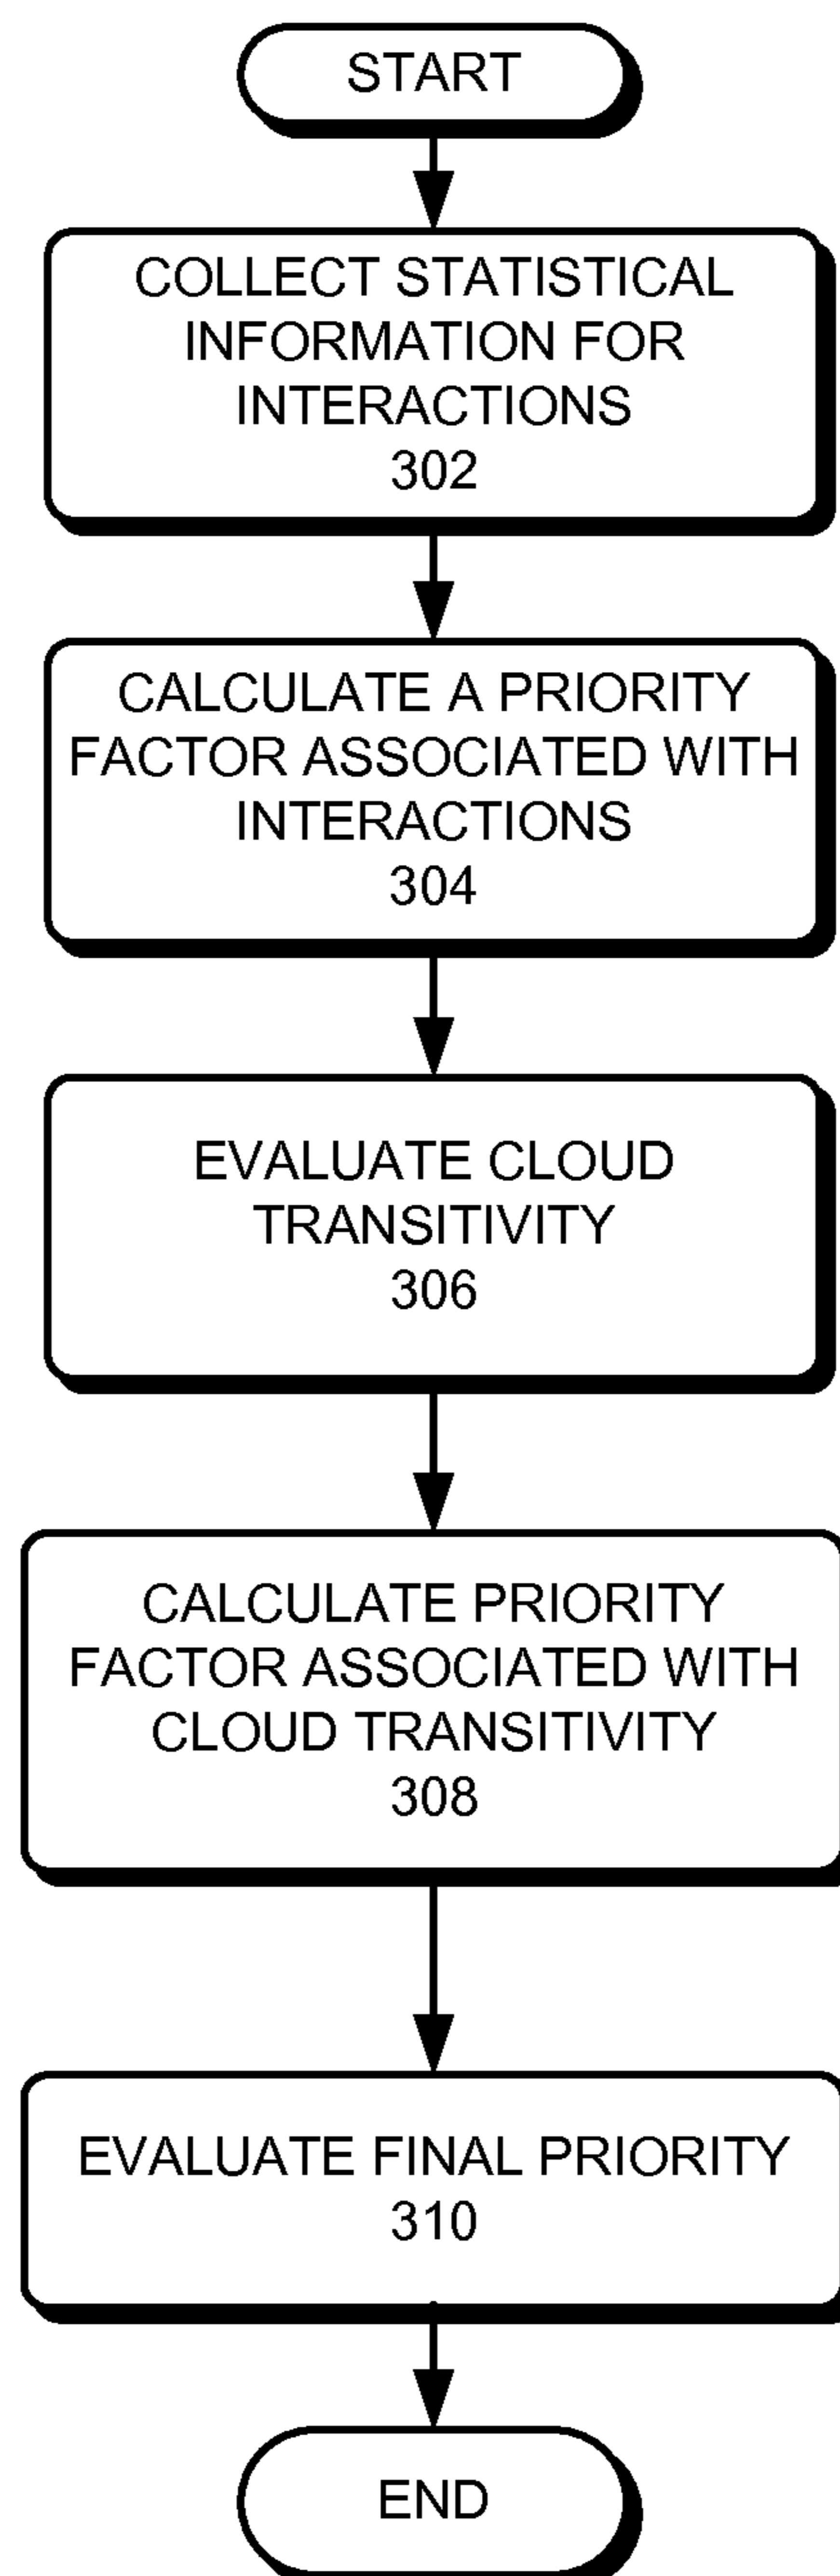 START
COLLECT STATISTICAL
INFORMATION FOR
INTERACTIONS
302
CALCULATE A PRIORITY
FACTOR ASSOCIATED WITH
INTERACTIONS
304
EVALUATE CLOUD
TRANSITIVITY
306
CALCULATE PRIORITY
FACTOR ASSOCIATED WITH
CLOUD TRANSITIVITY
308
EVALUATE FINAL PRIORITY
310
END